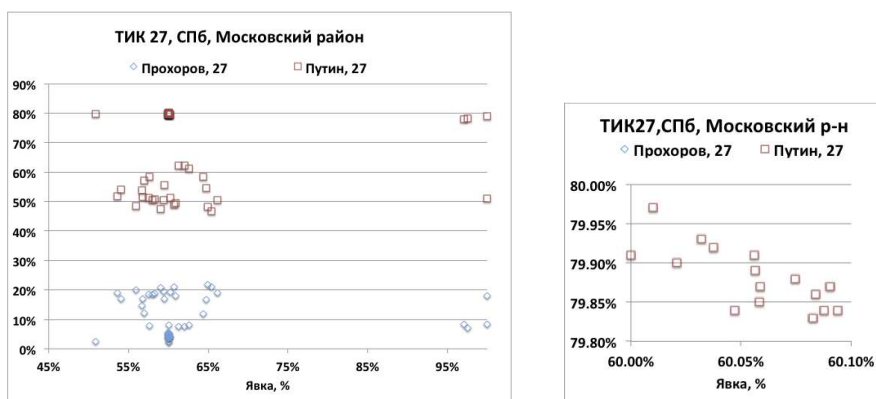 ТИК 27, СПб, Московский район
Прохоров, 27 Путин, 27
90%
80%
70%
60%
50%
40%
30%
20%
10%
0%
45% 55% 65% 75% 85% 95%
Явка, %
ТИК27,СПб, Московский р-н
Прохоров, 27 Путин, 27
80.00%
79.95%
79.90%
79.85%
79.80%
60.00% 60.05% 60.10%
Явка, %